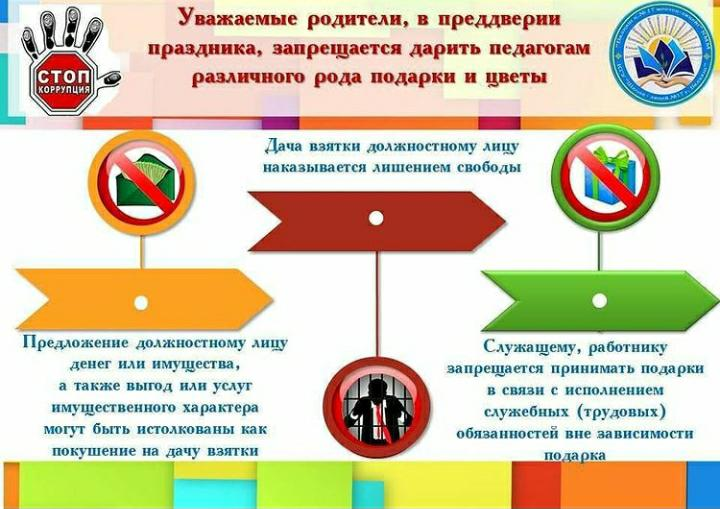 Уважаемые родители, в преддверии
праздника, запрещается дарить педагогам
различного рода подарки и цветы
СТОП
КОРРУПЦИЯ
Дача взятки должностному лицу
наказывается лишением свободы
Предложение должностному лицу
денег или имущества,
а также выгод или услуг
имущественного характера
могут быть истолкованы как
покушение на дачу взятки
Служащему, работнику
запрещается принимать подарки
в связи с исполнением
служебных (трудовых)
обязанностей вне зависимости
подарка